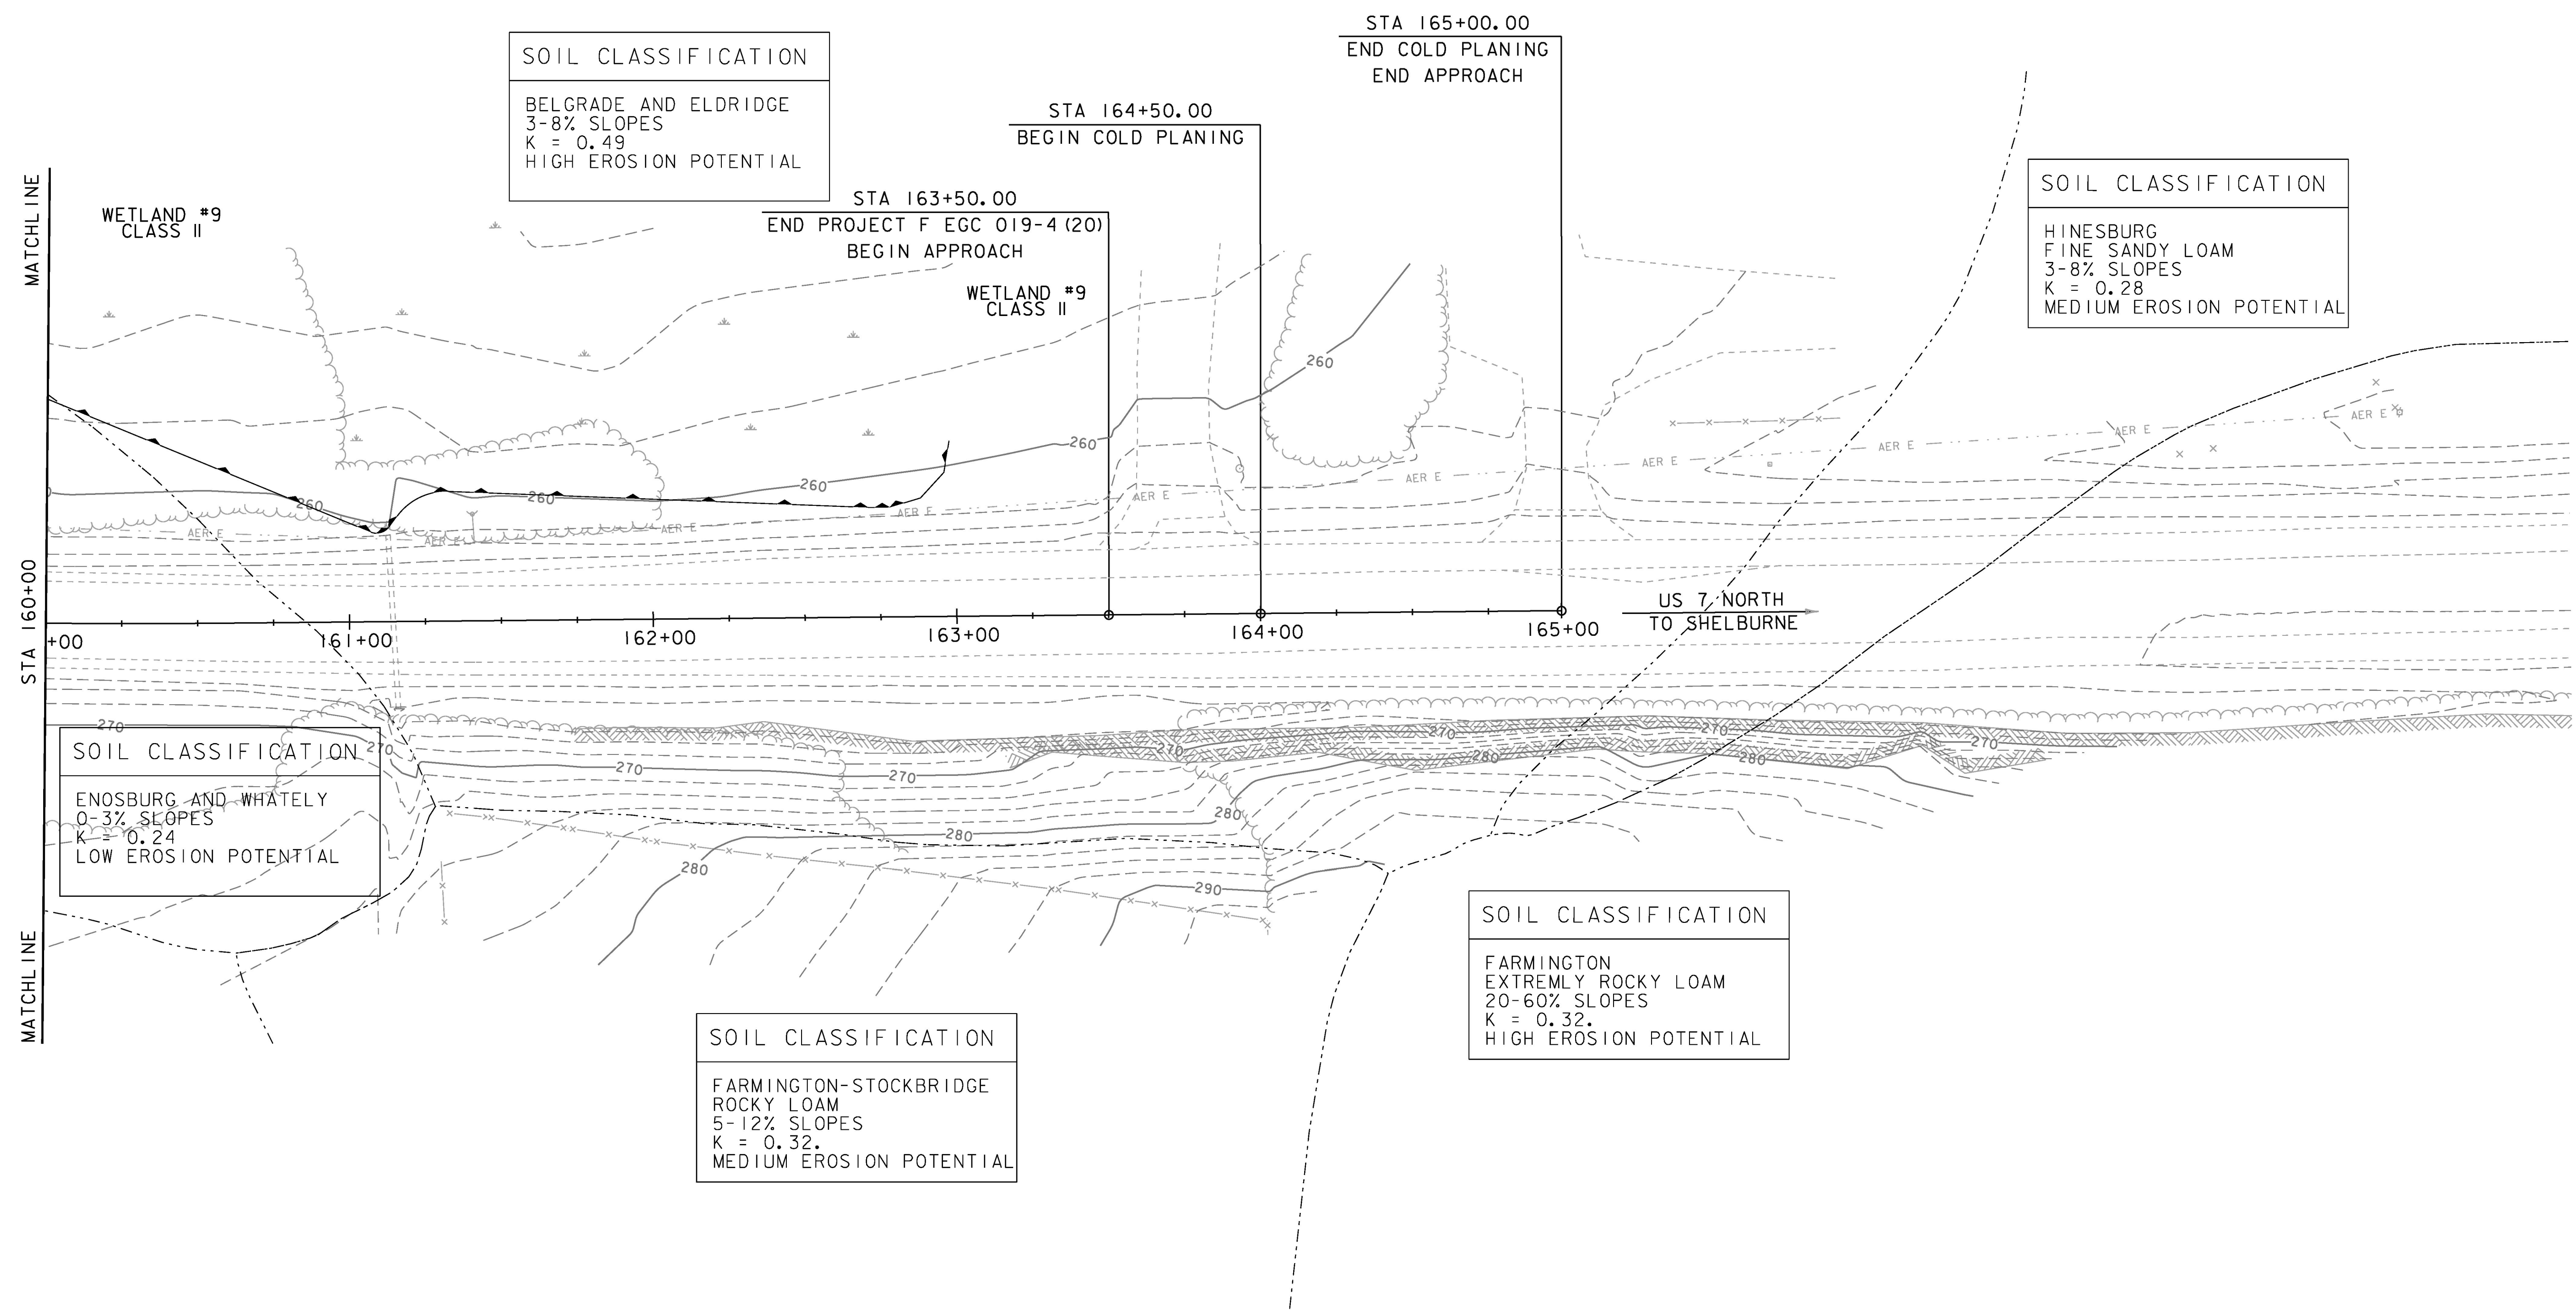 STA 165+00.00
END COLD PLANING
END APPROACH
SOIL CLASSIFICATION
BELGRADE AND ELDRIDGE
3-8% SLOPES
K = 0.49
HIGH EROSION POTENTIAL
STA 164+50.00
BEGIN COLD PLANING
STA 163+50.00
END PROJECT F EGC 019-4(20)
BEGIN APPROACH
SOIL CLASSIFICATION
HINESBURG
FINE SANDY LOAM
3-8% SLOPES
K = 0.28
MEDIUM EROSION POTENTIAL
MATCHLINE
WETLAND #9
CLASS II
WETLAND #9
CLASS II
260
260
260
260
260
AER E
AER E
AER E
AER E
AER E
AER E
AER E
AER E
AER E
AER E
STA 160+00
+00
161+00
162+00
163+00
164+00
165+00
US 7 NORTH
TO SHELBURNE
270
270
270
270
270
270
270
270
280
280
280
280
280
290
SOIL CLASSIFICATION
ENOSBURG AND WHATELY
0-3% SLOPES
K = 0.24
LOW EROSION POTENTIAL
MATCHLINE
SOIL CLASSIFICATION
FARMINGTON
EXTREMLY ROCKY LOAM
20-60% SLOPES
K = 0.32.
HIGH EROSION POTENTIAL
SOIL CLASSIFICATION
FARMINGTON-STOCKBRIDGE
ROCKY LOAM
5-12% SLOPES
K = 0.32.
MEDIUM EROSION POTENTIAL